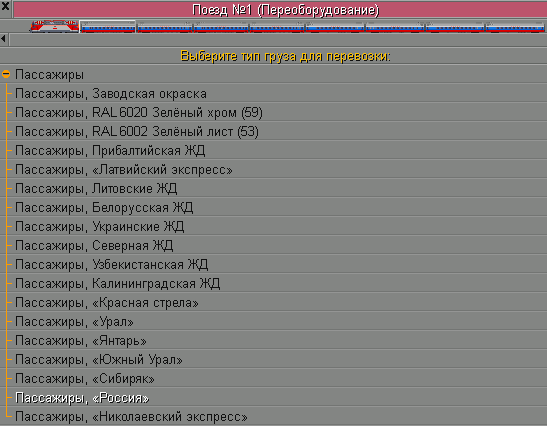 Поезд №1 (Переоборудование)
Выберите тип груза для перевозки:
Пассажиры
Пассажиры, Заводская окраска
Пассажиры, RAL 6020 Зелёный хром (59)
Пассажиры, RAL 6002 Зелёный лист (53)
Пассажиры, Прибалтийская ЖД
Пассажиры, «Латвийский экспресс»
Пассажиры, Литовские ЖД
Пассажиры, Белорусская ЖД
Пассажиры, Украинские ЖД
Пассажиры, Северная ЖД
Пассажиры, Узбекистанская ЖД
Пассажиры, Калининградская ЖД
Пассажиры, «Красная стрела»
Пассажиры, «Урал»
Пассажиры, «Янтарь»
Пассажиры, «Южный Урал»
Пассажиры, «Сибиряк»
Пассажиры, «Россия»
Пассажиры, «Николаевский экспресс»